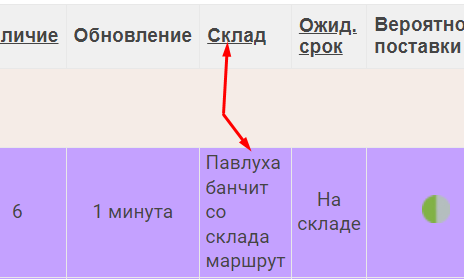 личие Обновление Склад Ожид. срок Вероятно поставки
6
1 минута
Павлуха
банчит
со
склада
маршрут
На
складе